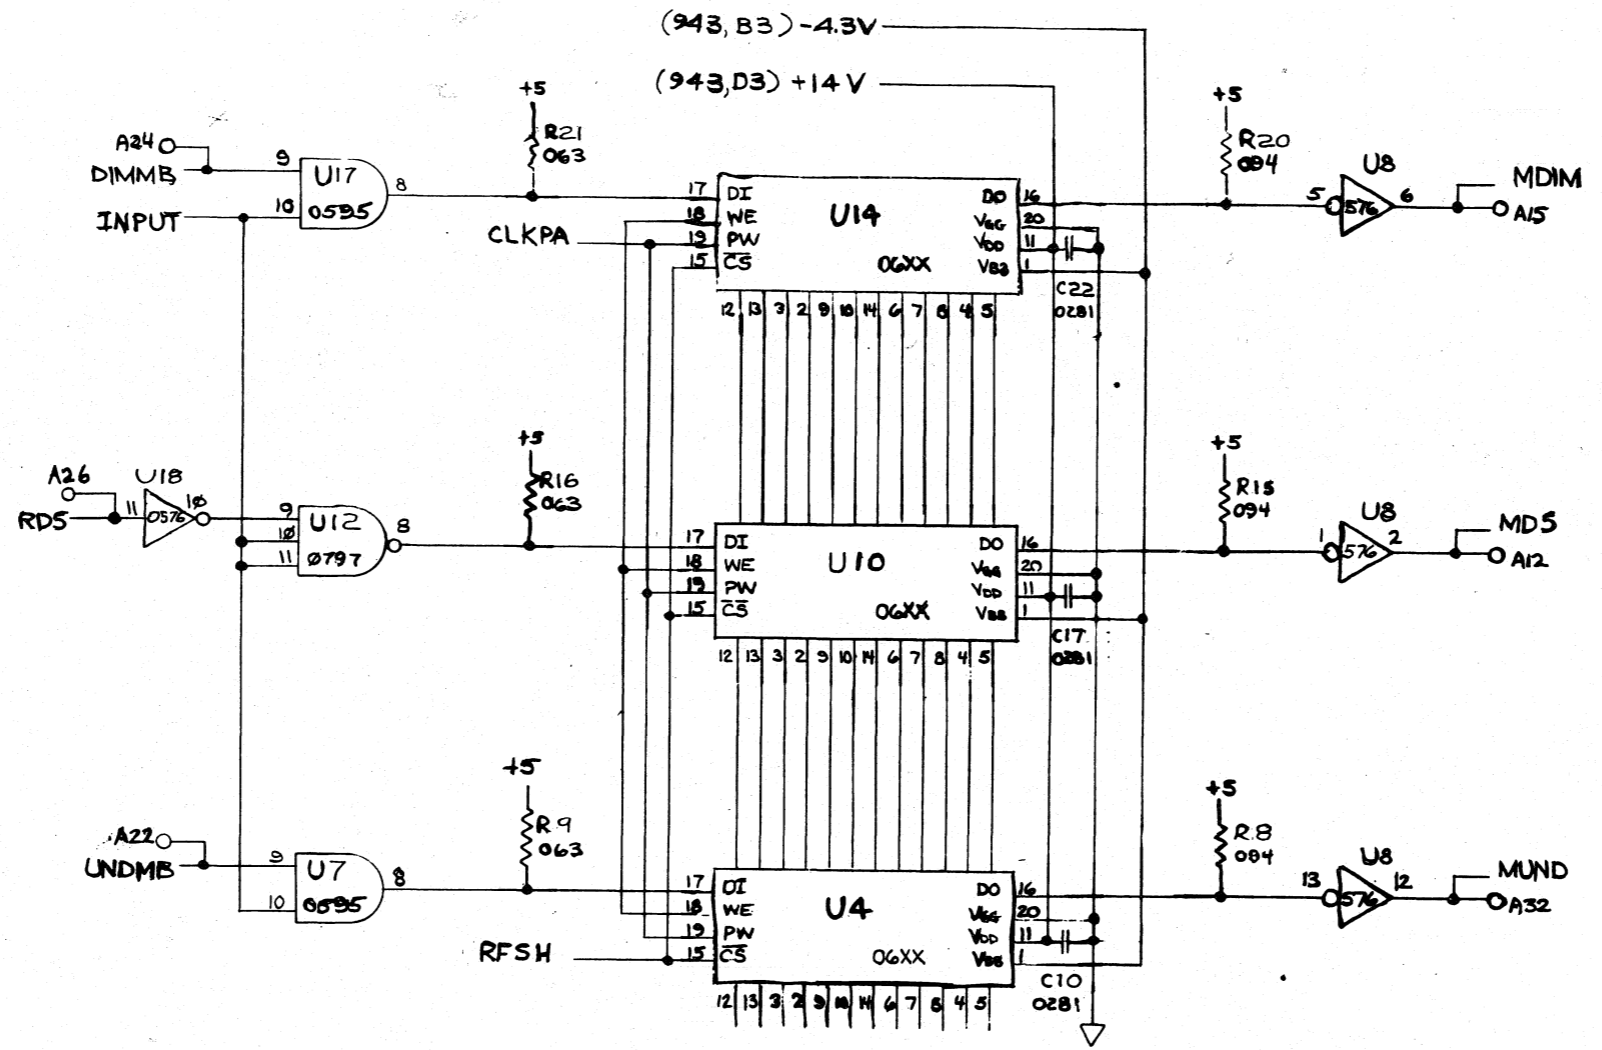 (943, B3) -4.3V
(943, D3) +14V
+5
R21
063
A24
DIMMB
9
U17
8
10
0595
INPUT
CLKPA
17 DI
18 WE
19 PW
15 CS
U14
06XX
DO 16
VGG 20
VDD 11
VBB 1
12 13 3 2 9 10 14 6 7 8 4 5
C22
0281
+5
R20
094
5
U8
576
6
MDIM
A15
A26
RD5
11
U18
0576
10
9
10
11
U12
0797
8
+5
R16
063
17 DI
18 WE
19 PW
15 CS
U10
06XX
DO 16
VGG 20
VDD 11
VBB 1
12 13 3 2 9 10 14 6 7 8 4 5
C17
0281
+5
R15
094
1
U8
576
2
MD5
A12
A22
UNDMB
9
10
U7
0595
8
+5
R9
063
RFSH
17 DI
18 WE
19 PW
15 CS
U4
06XX
DO 16
VGG 20
VDD 11
VBB 1
12 13 3 2 9 10 14 6 7 8 4 5
C10
0281
+5
R8
094
13
U8
576
12
MUND
A32